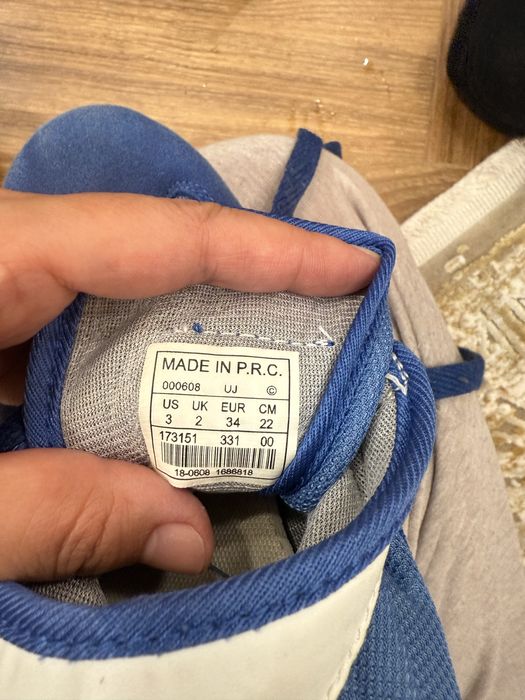 MADE IN P.R.C.
000608 UJ ©
US UK EUR CM
3 2 34 22
173151 331 00
18-0608 1686818